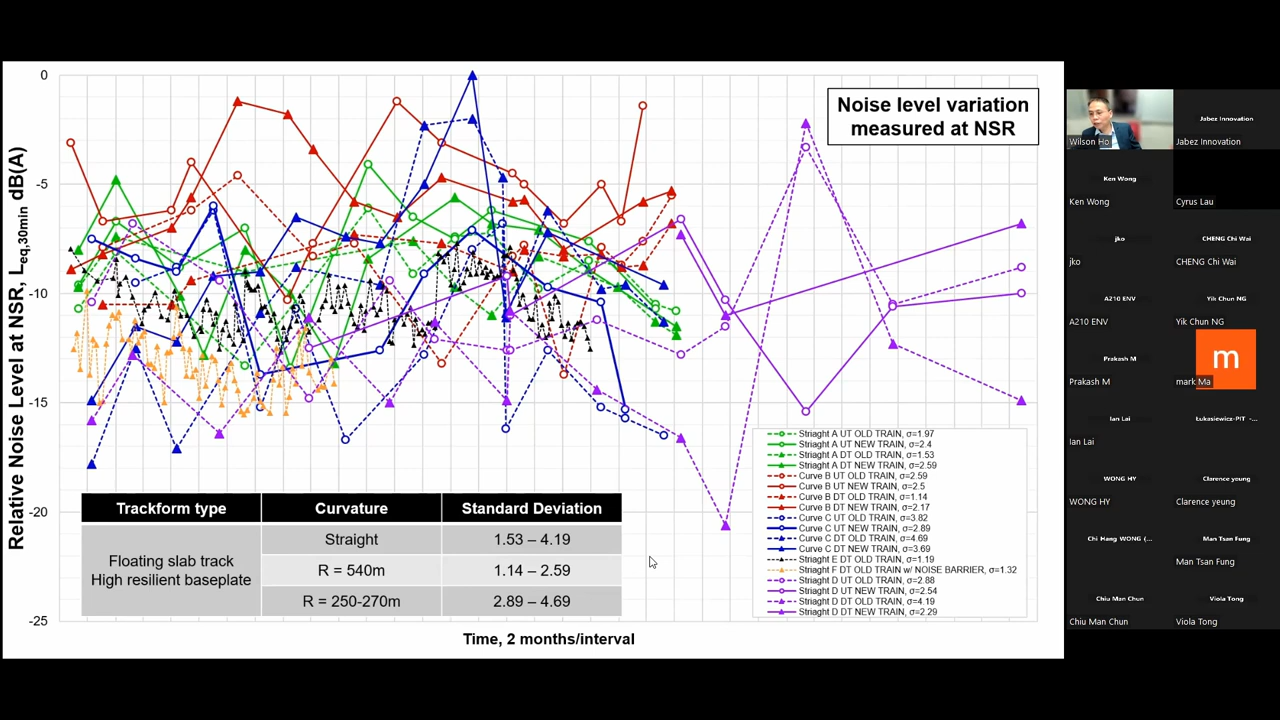 Noise level variation
measured at NSR
Relative Noise Level at NSR, Leq,30min dB(A)
0
-5
-10
-15
-20
-25
Time, 2 months/interval
Striaght A UT OLD TRAIN, σ=1.97
Striaght A UT NEW TRAIN, σ=2.4
Striaght A DT OLD TRAIN, σ=1.53
Striaght A DT NEW TRAIN, σ=2.59
Curve B UT OLD TRAIN, σ=2.59
Curve B UT NEW TRAIN, σ=2.5
Curve B DT OLD TRAIN, σ=1.14
Curve B DT NEW TRAIN, σ=2.17
Curve C UT OLD TRAIN, σ=3.82
Curve C UT NEW TRAIN, σ=2.89
Curve C DT OLD TRAIN, σ=4.69
Curve C DT NEW TRAIN, σ=3.69
Straight E DT OLD TRAIN, σ=1.19
Straight F DT OLD TRAIN w/ NOISE BARRIER, σ=1.32
Striaght D UT OLD TRAIN, σ=2.88
Striaght D UT NEW TRAIN, σ=2.54
Striaght D DT OLD TRAIN, σ=4.19
Striaght D DT NEW TRAIN, σ=2.29
Trackform type Curvature Standard Deviation
Floating slab track
High resilient baseplate
Straight 1.53 – 4.19
R = 540m 1.14 – 2.59
R = 250-270m 2.89 – 4.69
Wilson Ho
Jabez Innovation
Jabez Innovation
Ken Wong
Ken Wong
Cyrus Lau
jko
jko
CHENG Chi Wai
CHENG Chi Wai
A210 ENV
A210 ENV
Yik Chun NG
Yik Chun NG
Prakash M
Prakash M
m
mark Ma
Ian Lai
Ian Lai
Łukasiewicz-PIT -...
WONG HY
WONG HY
Clarence yeung
Clarence yeung
Chi Hang WONG (...
Man Tsan Fung
Man Tsan Fung
Chiu Man Chun
Chiu Man Chun
Viola Tong
Viola Tong